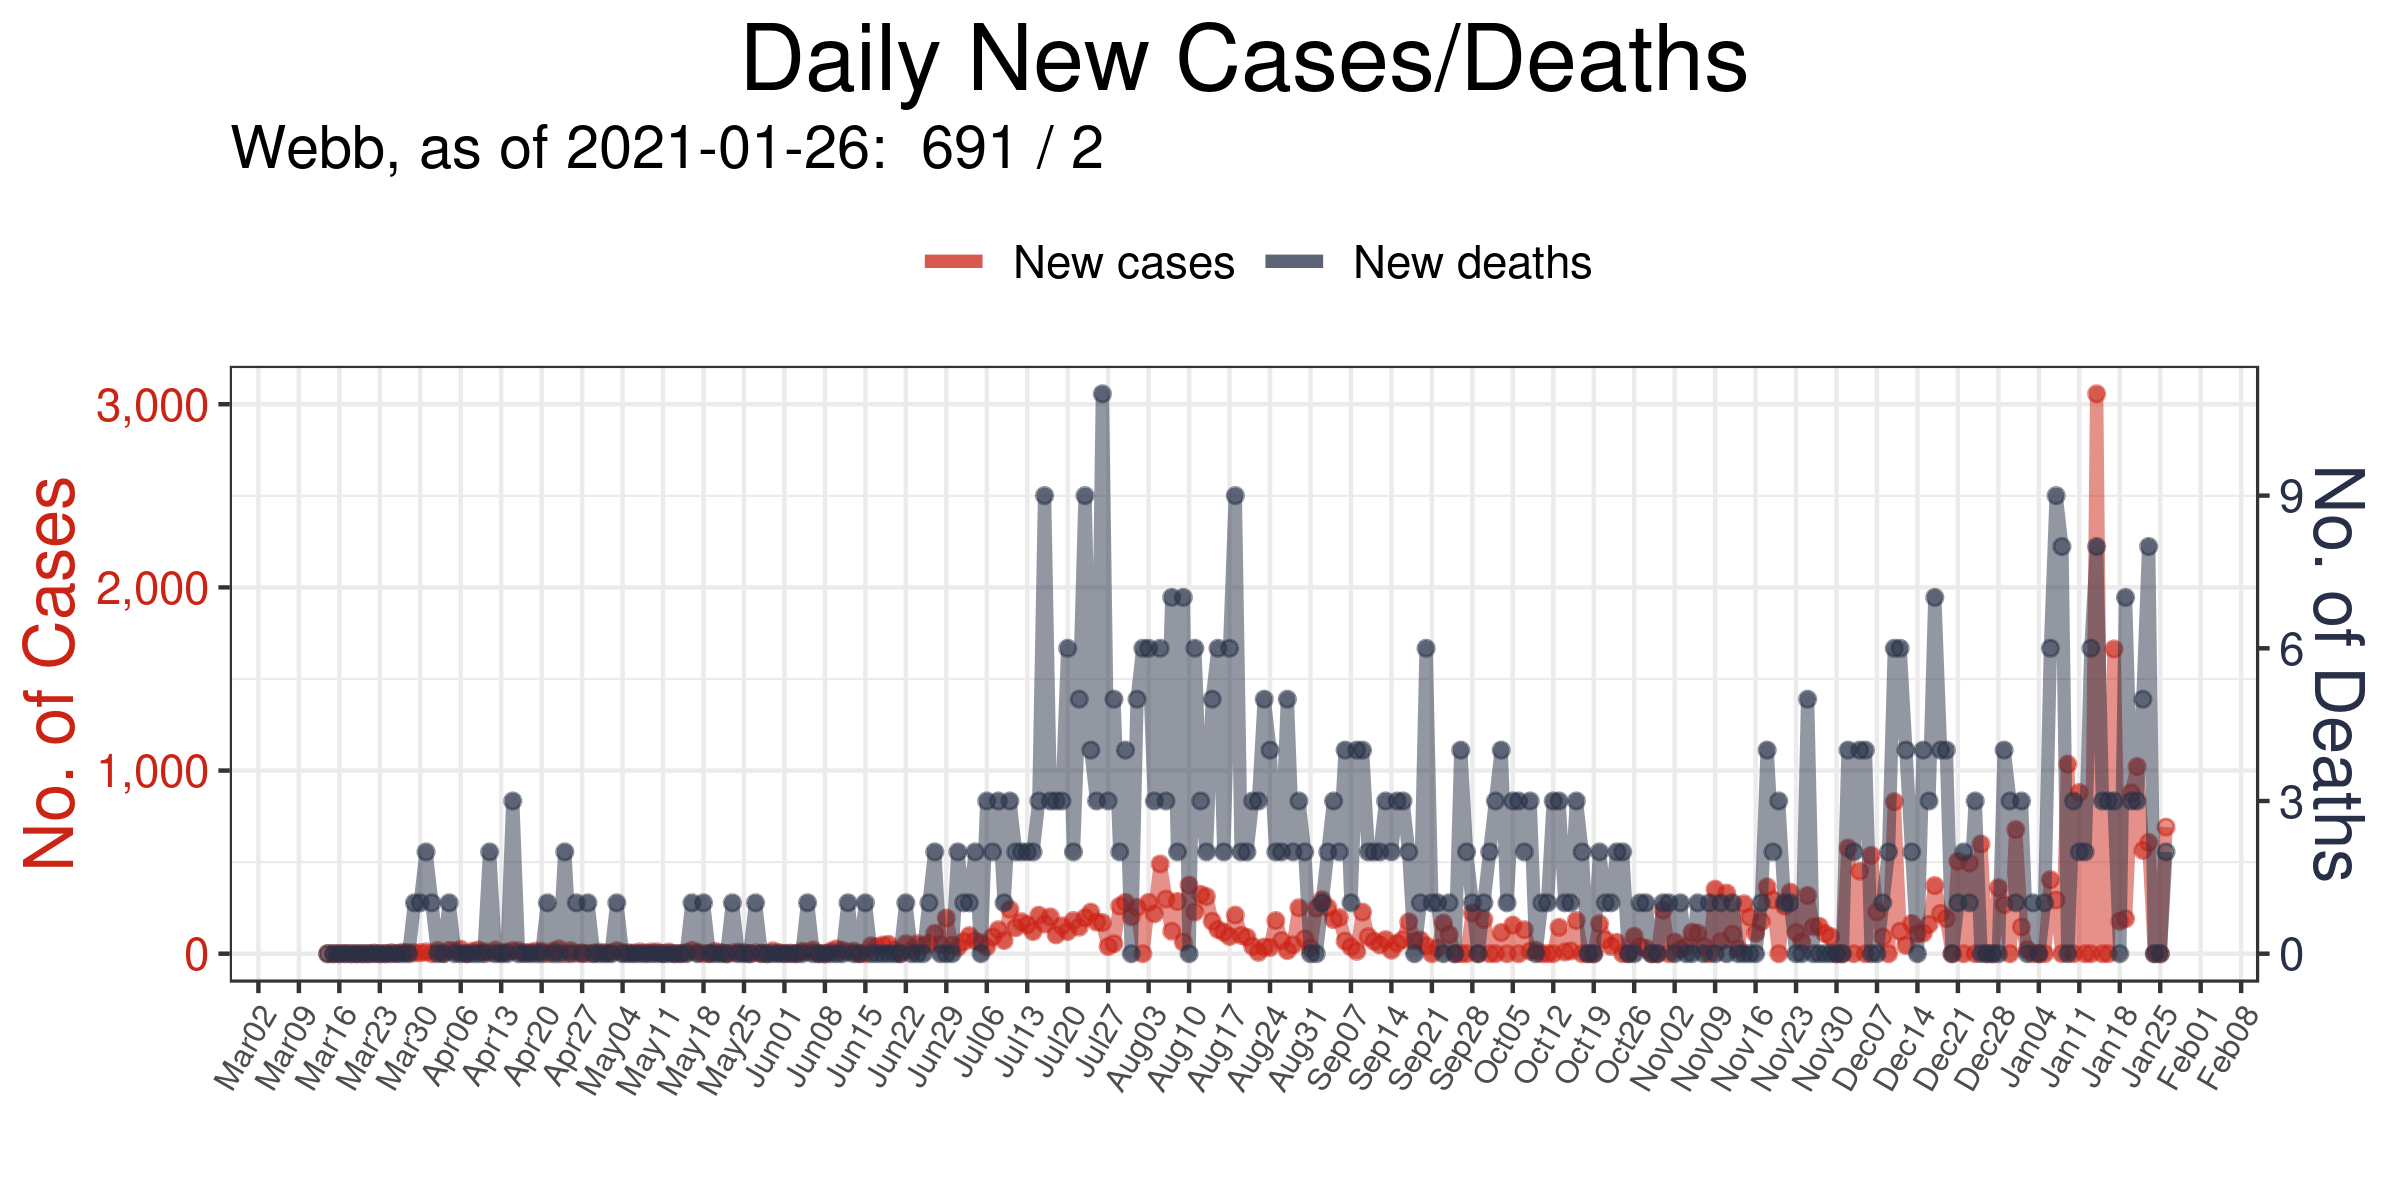 Daily New Cases/Deaths
Webb, as of 2021-01-26: 691 / 2
New cases
New deaths
No. of Cases
3,000
2,000
1,000
0
9
6
3
0
No. of Deaths
Mar02
Mar09
Mar16
Mar23
Mar30
Apr06
Apr13
Apr20
Apr27
May04
May11
May18
May25
Jun01
Jun08
Jun15
Jun22
Jun29
Jul06
Jul13
Jul20
Jul27
Aug03
Aug10
Aug17
Aug24
Aug31
Sep07
Sep14
Sep21
Sep28
Oct05
Oct12
Oct19
Oct26
Nov02
Nov09
Nov16
Nov23
Nov30
Dec07
Dec14
Dec21
Dec28
Jan04
Jan11
Jan18
Jan25
Feb01
Feb08